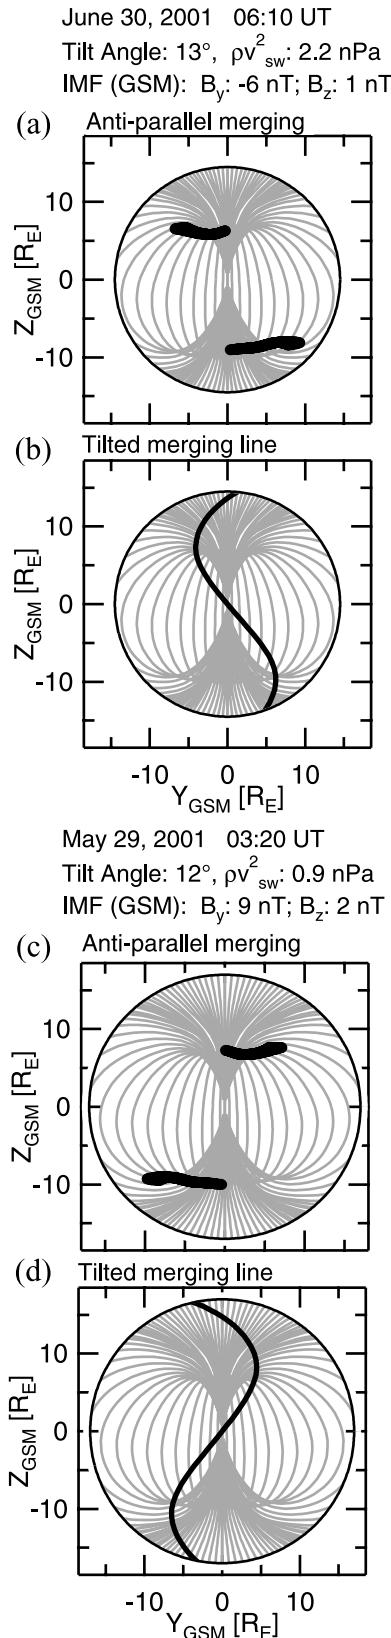 June 30, 2001 06:10 UT
Tilt Angle: 13°, ρv²sw: 2.2 nPa
IMF (GSM): By: -6 nT; Bz: 1 nT
(a) Anti-parallel merging
10
0
-10
ZGSM [RE]
(b) Tilted merging line
10
0
-10
ZGSM [RE]
-10 0 10
YGSM [RE]
May 29, 2001 03:20 UT
Tilt Angle: 12°, ρv²sw: 0.9 nPa
IMF (GSM): By: 9 nT; Bz: 2 nT
(c) Anti-parallel merging
10
0
-10
ZGSM [RE]
(d) Tilted merging line
10
0
-10
ZGSM [RE]
-10 0 10
YGSM [RE]